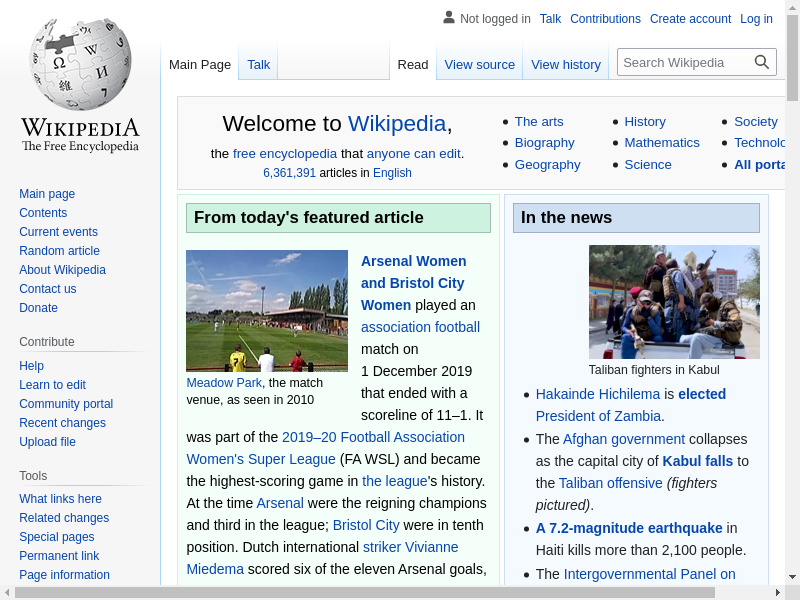 Not logged in Talk Contributions Create account Log in
Main Page Talk Read View source View history Search Wikipedia
WIKIPEDIA
The Free Encyclopedia
Main page
Contents
Current events
Random article
About Wikipedia
Contact us
Donate
Contribute
Help
Learn to edit
Community portal
Recent changes
Upload file
Tools
What links here
Related changes
Special pages
Permanent link
Page information
Welcome to Wikipedia,
the free encyclopedia that anyone can edit.
6,361,391 articles in English
The arts
Biography
Geography
History
Mathematics
Science
Society
Technolo
All porta
From today's featured article
Meadow Park, the match
venue, as seen in 2010
Arsenal Women
and Bristol City
Women played an
association football
match on
1 December 2019
that ended with a
scoreline of 11–1. It
was part of the 2019–20 Football Association
Women's Super League (FA WSL) and became
the highest-scoring game in the league's history.
At the time Arsenal were the reigning champions
and third in the league; Bristol City were in tenth
position. Dutch international striker Vivianne
Miedema scored six of the eleven Arsenal goals,
In the news
Taliban fighters in Kabul
Hakainde Hichilema is elected
President of Zambia.
The Afghan government collapses
as the capital city of Kabul falls to
the Taliban offensive (fighters
pictured).
A 7.2-magnitude earthquake in
Haiti kills more than 2,100 people.
The Intergovernmental Panel on